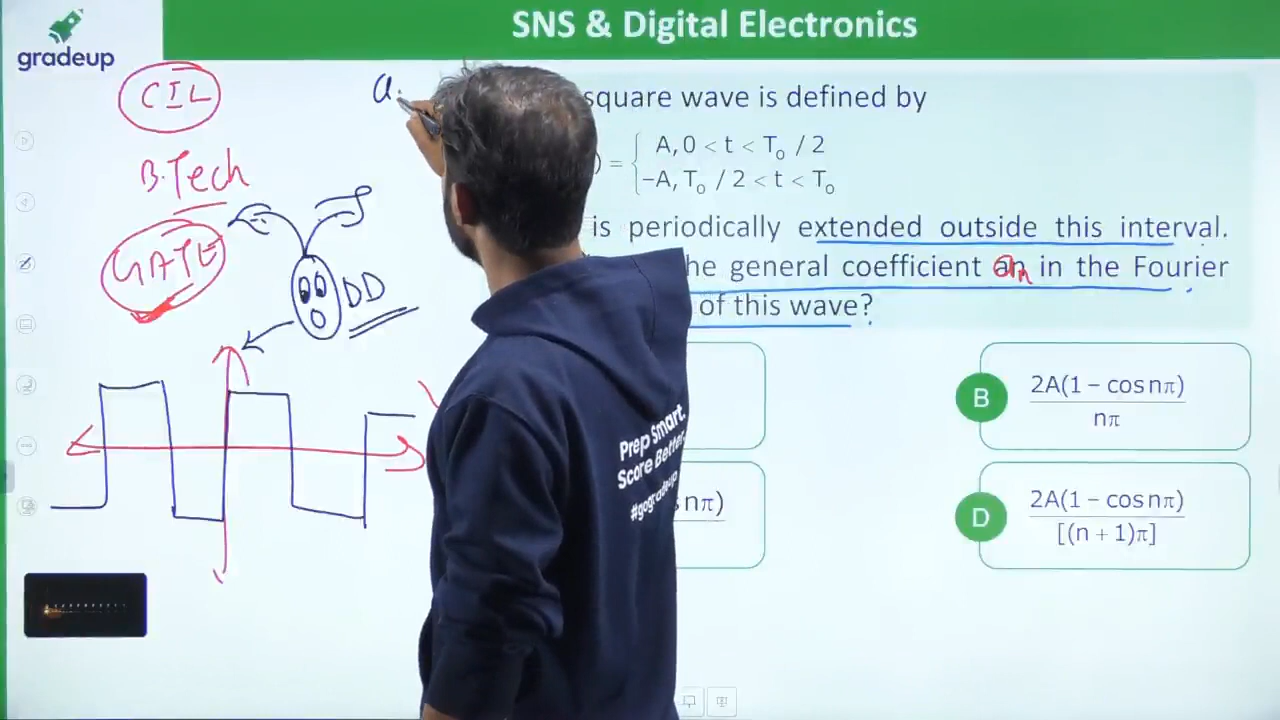 SNS & Digital Electronics
gradeup
CIL
B.Tech
GATE
DD
a
square wave is defined by
) = { A, 0 < t < T₀ / 2
−A, T₀ / 2 < t < T₀
is periodically extended outside this interval.
he general coefficient an in the Fourier
of this wave?
B
2A(1 − cos nπ)
nπ
s nπ)
D
2A(1 − cos nπ)
[(n + 1)π]
Prep Smart.
Score Better.
#gogradeup